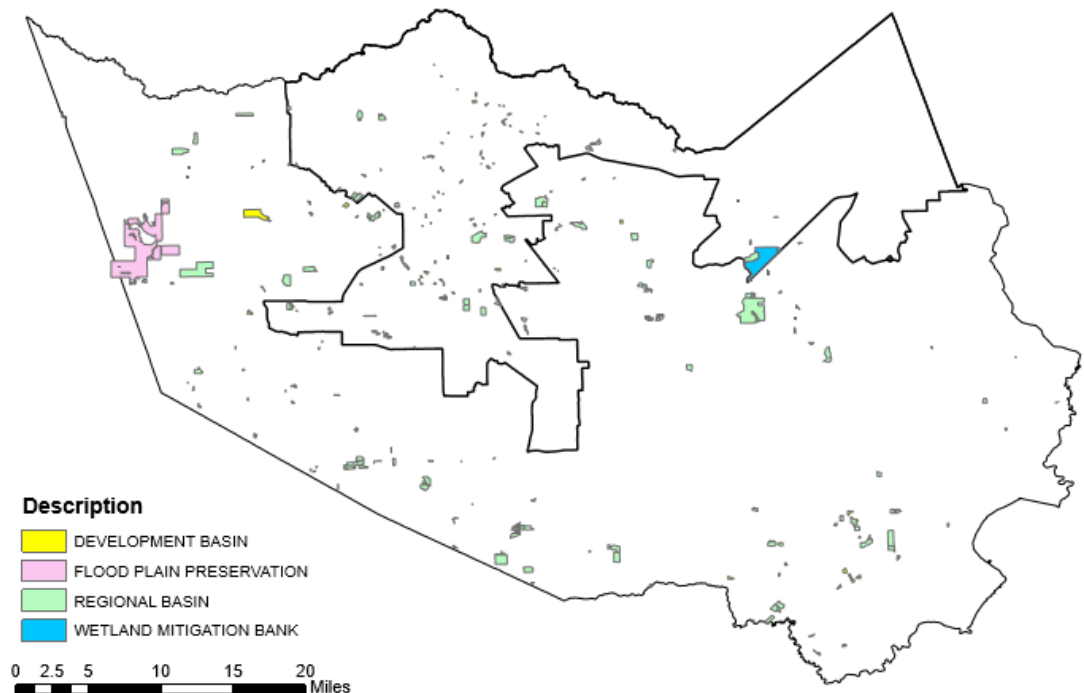 Description
DEVELOPMENT BASIN
FLOOD PLAIN PRESERVATION
REGIONAL BASIN
WETLAND MITIGATION BANK
0 2.5 5 10 15 20
Miles